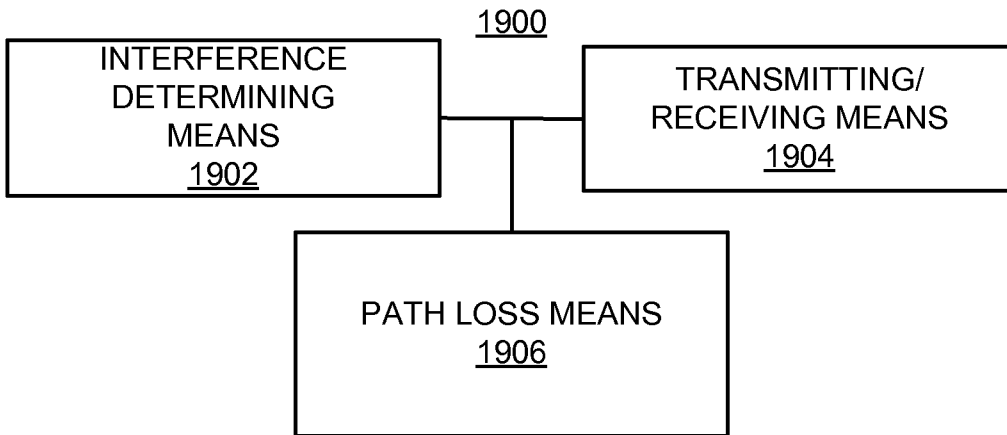 1900
INTERFERENCE
DETERMINING
MEANS
1902
TRANSMITTING/
RECEIVING MEANS
1904
PATH LOSS MEANS
1906